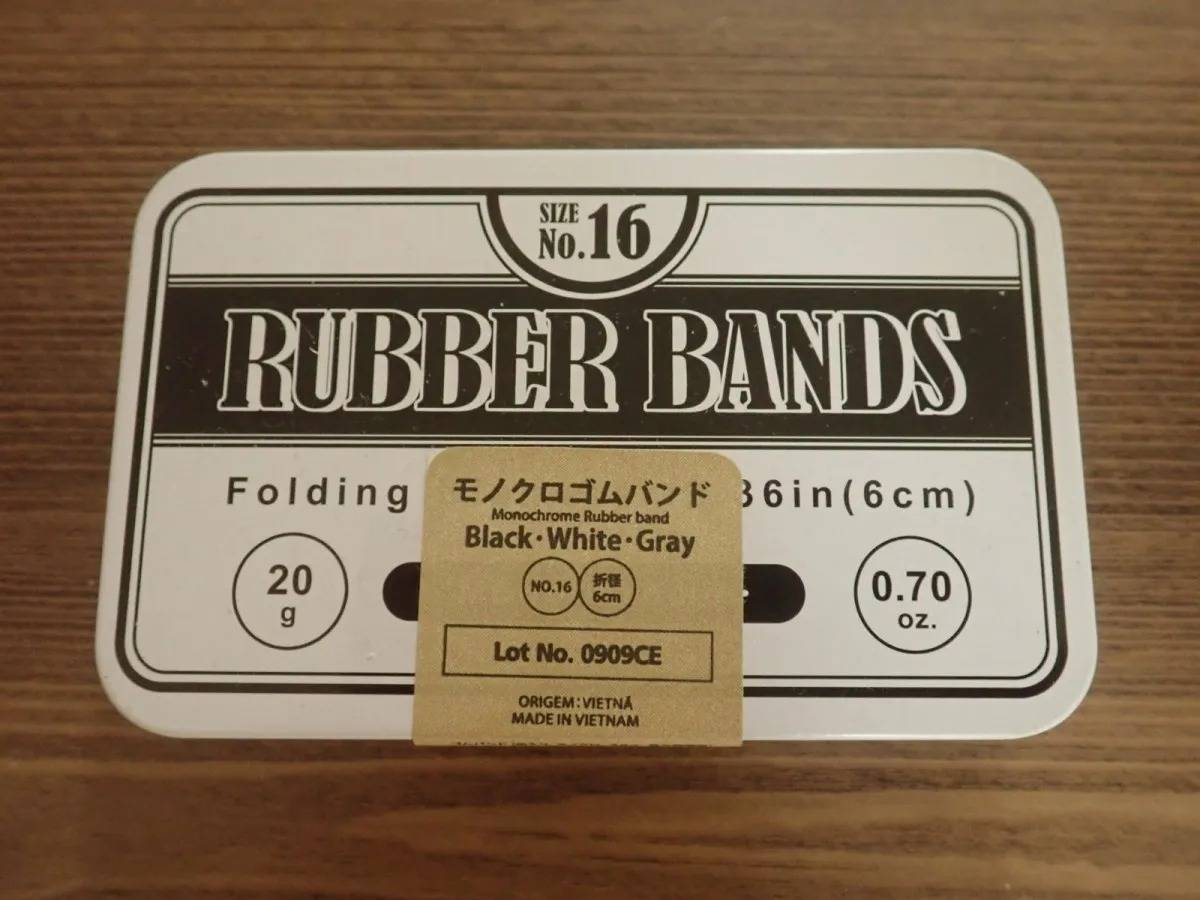 SIZE
No. 16
RUBBER BANDS
Folding 36in(6cm)
モノクロゴムバンド
Monochrome Rubber band
Black・White・Gray
NO.16 折径
6cm
20
g
0.70
oz.
Lot No. 0909CE
ORIGEM:VIETNÃ
MADE IN VIETNAM